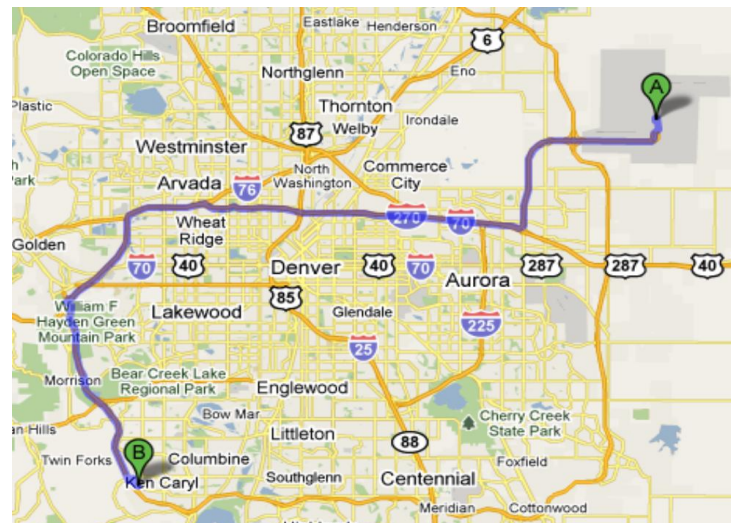 Broomfield
Eastlake
Henderson
6
Colorado Hills
Open Space
Northglenn
Eno
A
Plastic
Thornton
87
Welby
Irondale
Westminster
North
Washington
Commerce
City
Park
Arvada
76
270
70
Wheat
Ridge
Golden
70
40
Denver
40
70
287
287
40
Aurora
85
William F
Hayden Green
Mountain Park
Lakewood
Glendale
225
25
Morrison
Bear Creek Lake
Regional Park
Englewood
Bow Mar
Cherry Creek
State Park
an Hills
Littleton
88
B
Twin Forks
Columbine
Foxfield
Ken Caryl
Southglenn
Centennial
Meridian
Cottonwood